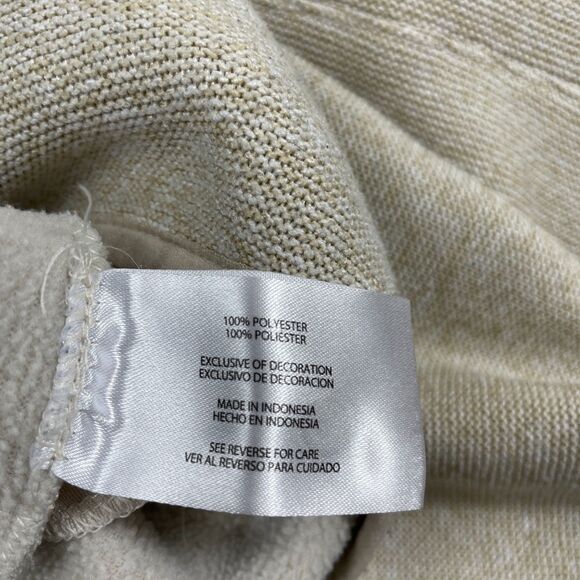 100% POLYESTER
100% POLIÉSTER
EXCLUSIVE OF DECORATION
EXCLUSIVO DE DECORACION
MADE IN INDONESIA
HECHO EN INDONESIA
SEE REVERSE FOR CARE
VER AL REVERSO PARA CUIDADO